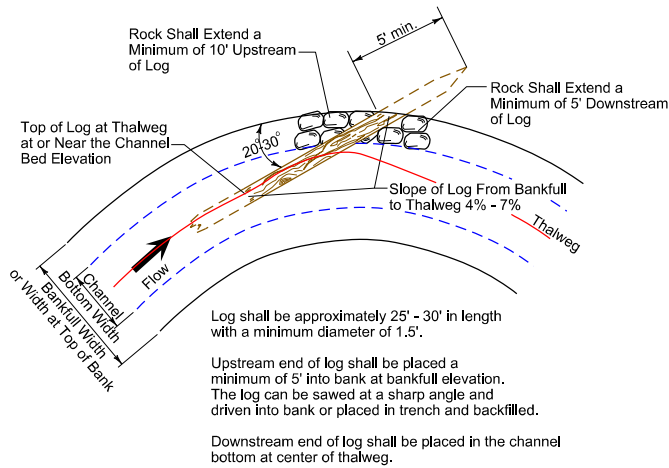 Rock Shall Extend a
Minimum of 10' Upstream
of Log
5' min.
Rock Shall Extend a
Minimum of 5' Downstream
of Log
Top of Log at Thalweg
at or Near the Channel
Bed Elevation
20°-30°
Slope of Log From Bankfull
to Thalweg 4% - 7%
Thalweg
Flow
Channel
Bottom Width
Bankfull Width
or Width at Top of Bank
Log shall be approximately 25' - 30' in length
with a minimum diameter of 1.5'.
Upstream end of log shall be placed a
minimum of 5' into bank at bankfull elevation.
The log can be sawed at a sharp angle and
driven into bank or placed in trench and backfilled.
Downstream end of log shall be placed in the channel
bottom at center of thalweg.